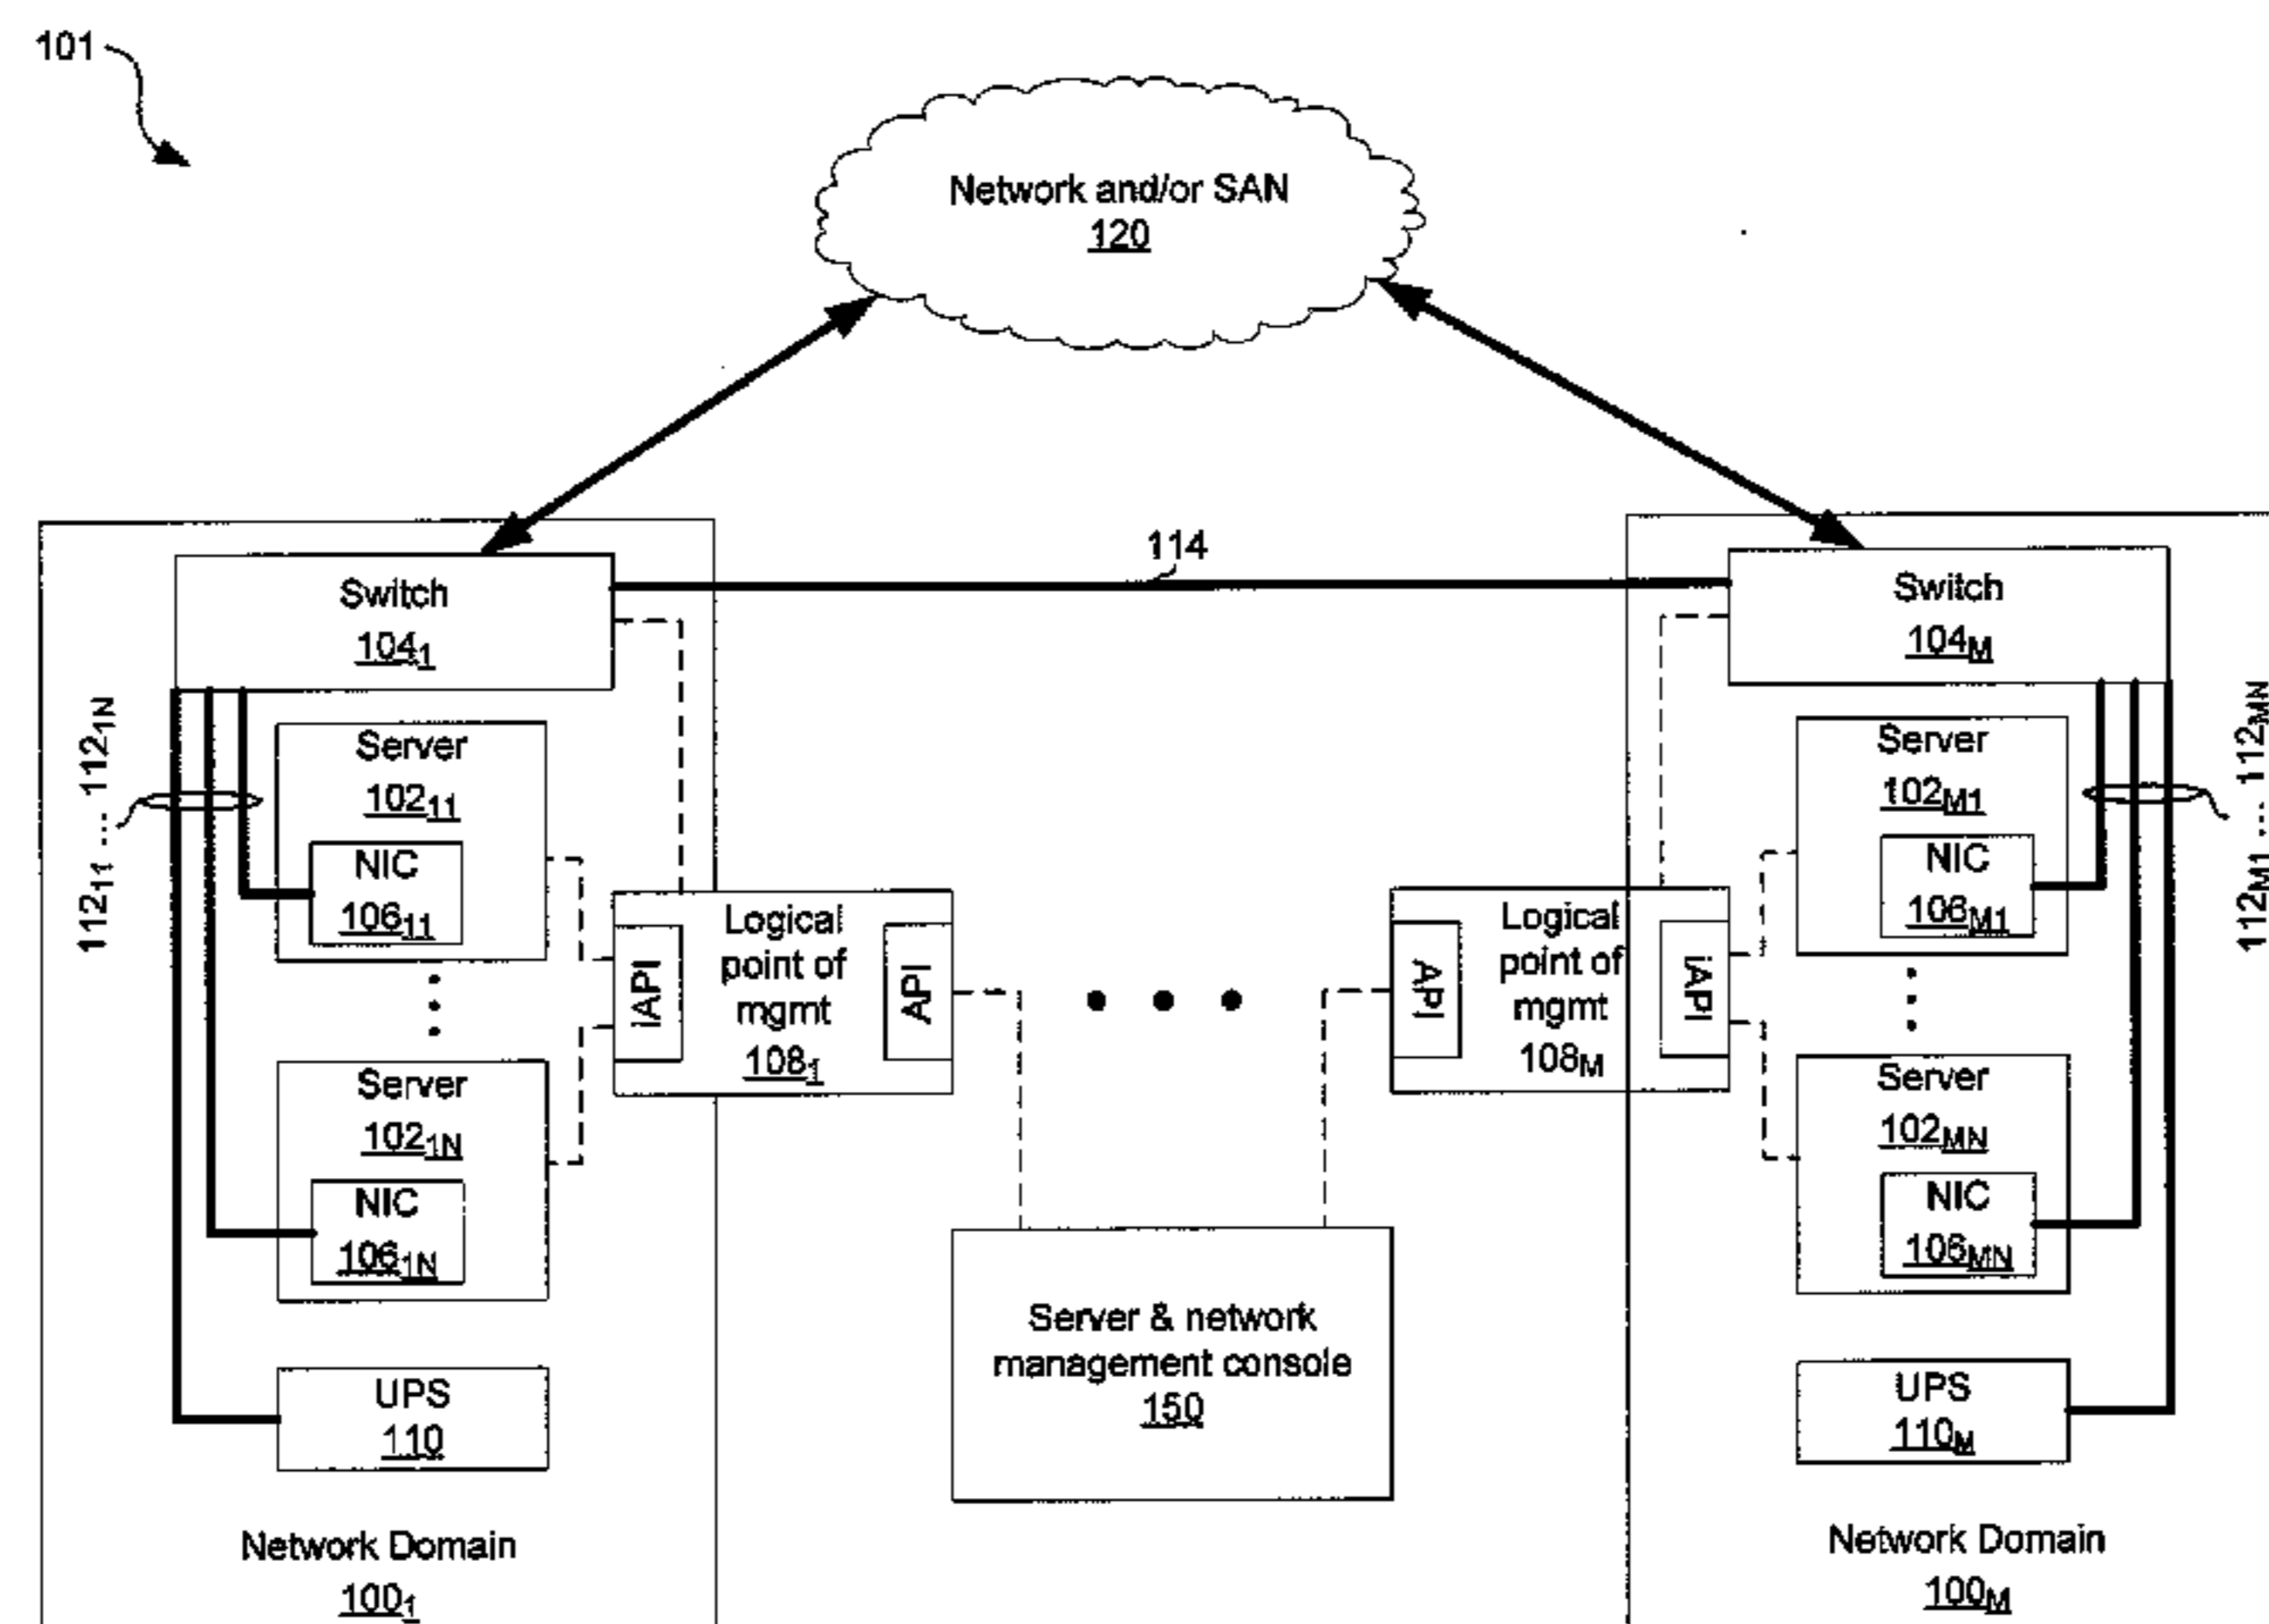 101
Network and/or SAN
120
114
Switch
104₁
Switch
104M
112₁₁ ... 112₁N
Server
102₁₁
NIC
106₁₁
Server
102₁N
NIC
106₁N
UPS
110
Network Domain
100₁
iAPI
Logical
point of
mgmt
108₁
API
API
Logical
point of
mgmt
108M
iAPI
Server & network
management console
150
Server
102M1
NIC
106M1
Server
102MN
NIC
106MN
UPS
110M
112M1 ... 112MN
Network Domain
100M